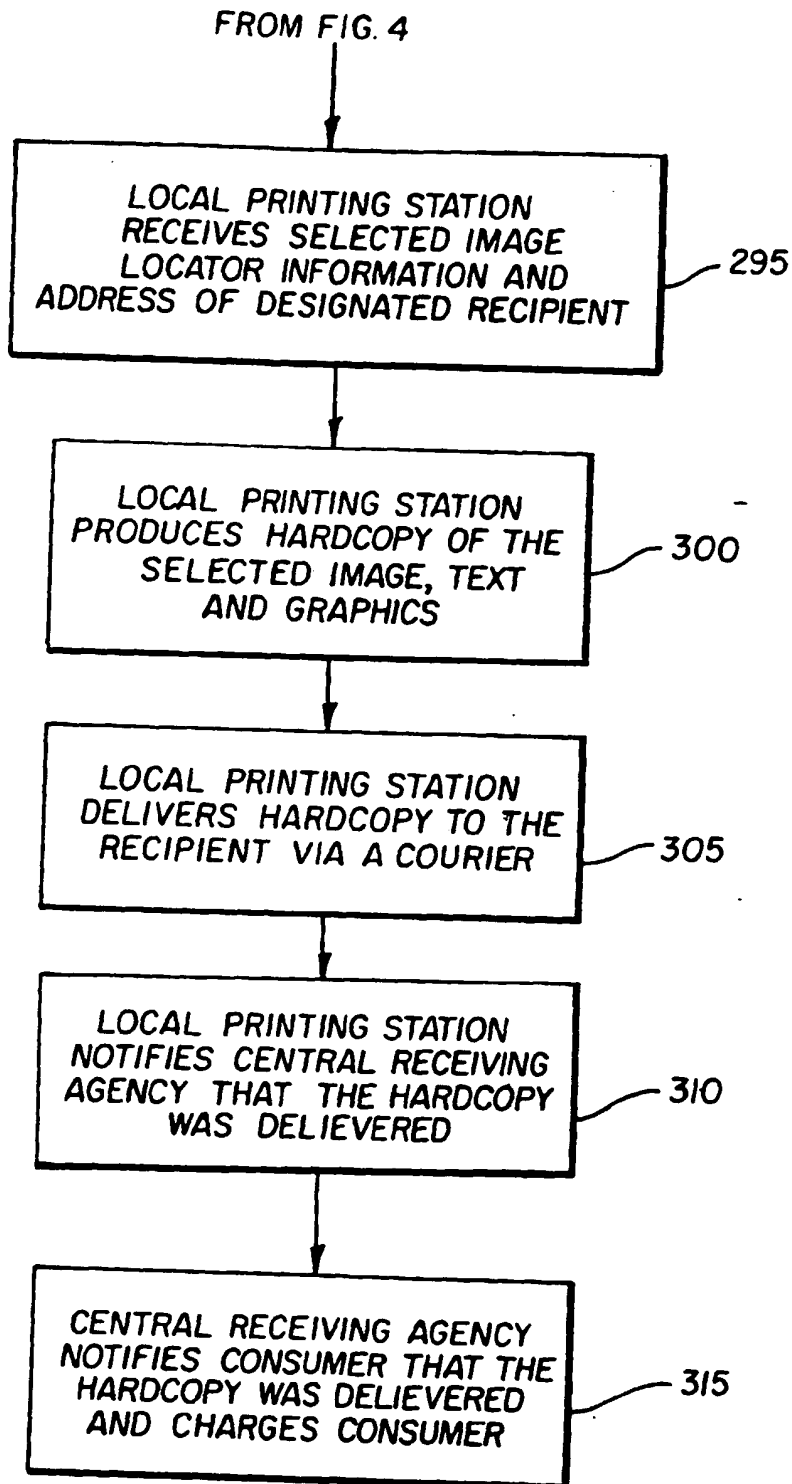 FROM FIG. 4
LOCAL PRINTING STATION
RECEIVES SELECTED IMAGE
LOCATOR INFORMATION AND
ADDRESS OF DESIGNATED RECIPIENT
295
LOCAL PRINTING STATION
PRODUCES HARDCOPY OF THE
SELECTED IMAGE, TEXT
AND GRAPHICS
300
LOCAL PRINTING STATION
DELIVERS HARDCOPY TO THE
RECIPIENT VIA A COURIER
305
LOCAL PRINTING STATION
NOTIFIES CENTRAL RECEIVING
AGENCY THAT THE HARDCOPY
WAS DELIEVERED
310
CENTRAL RECEIVING AGENCY
NOTIFIES CONSUMER THAT THE
HARDCOPY WAS DELIEVERED
AND CHARGES CONSUMER
315